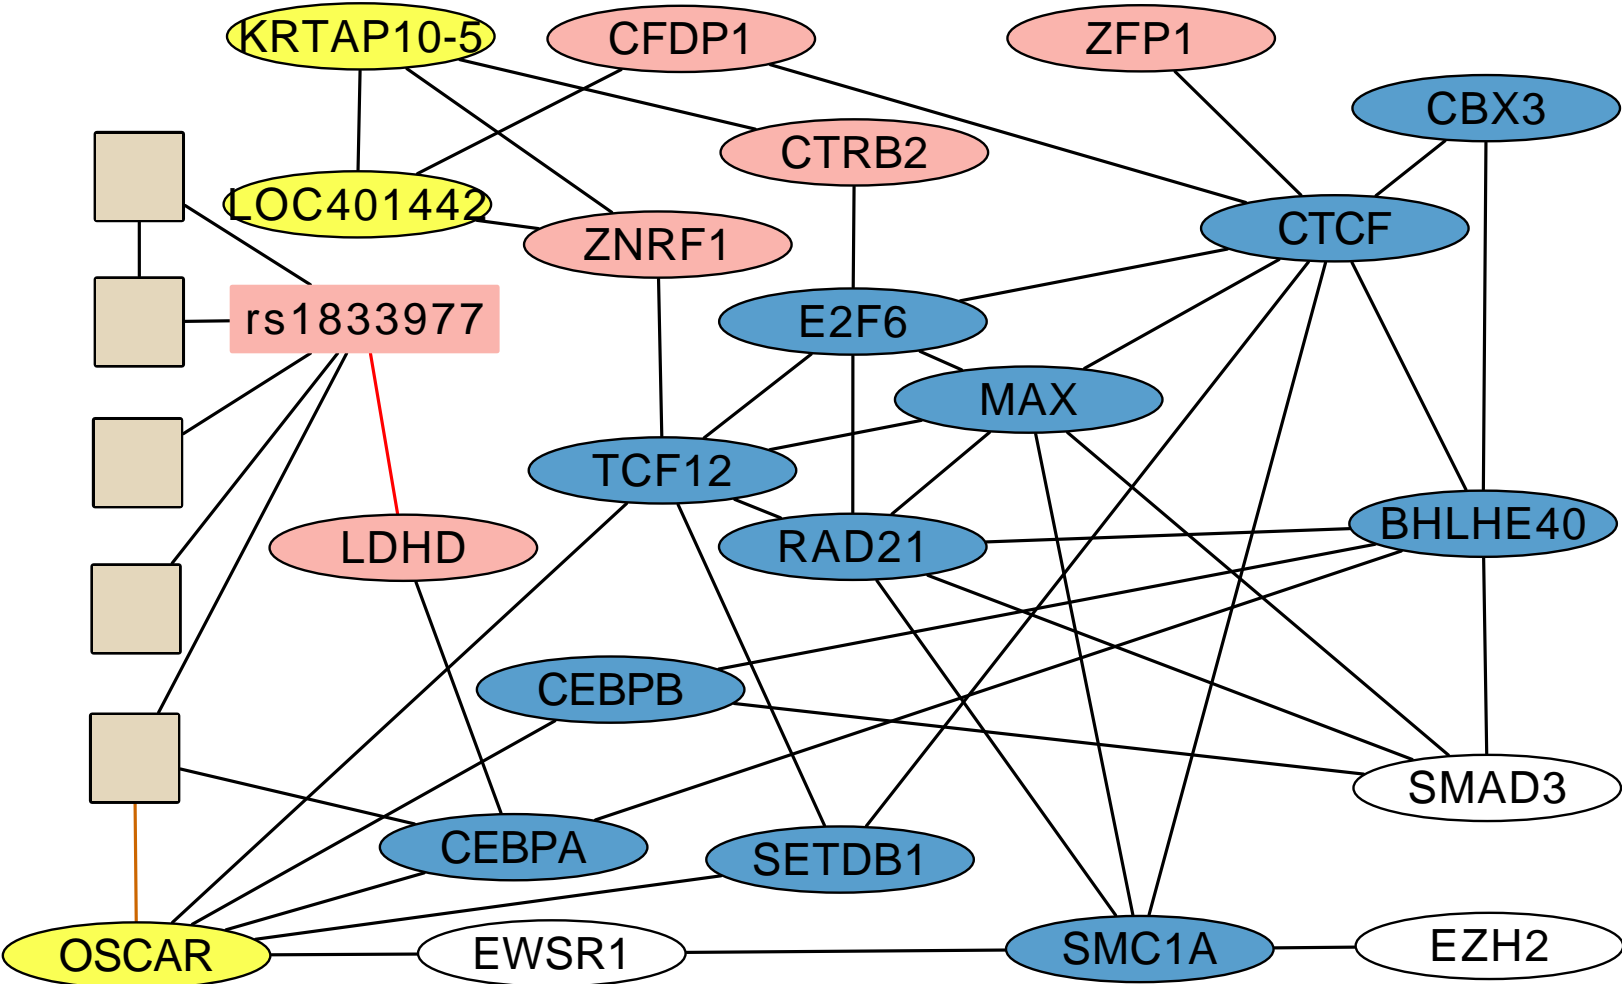 KRTAP10-5
CFDP1
ZFP1
CBX3
CTRB2
LOC401442
ZNRF1
CTCF
rs1833977
E2F6
MAX
TCF12
BHLHE40
LDHD
RAD21
CEBPB
SMAD3
CEBPA
SETDB1
OSCAR
EWSR1
SMC1A
EZH2